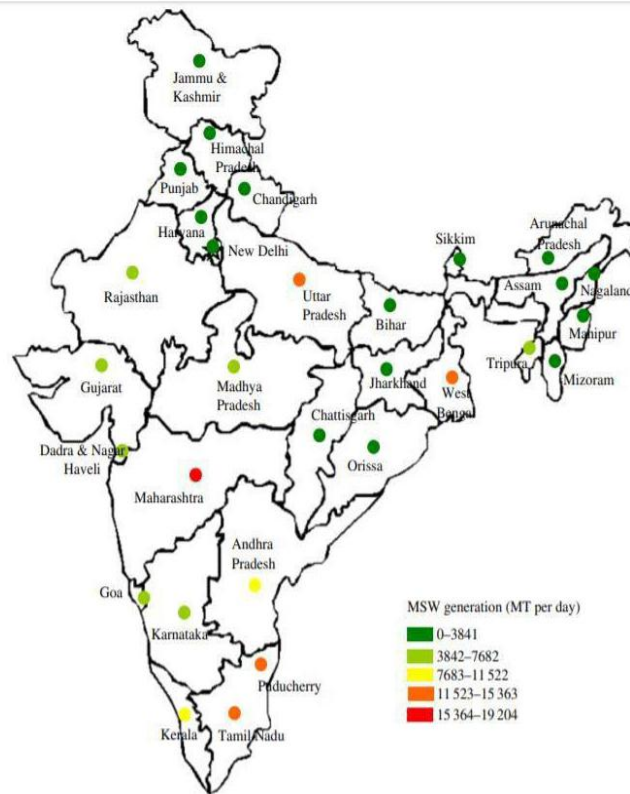 Jammu &
Kashmir
Himachal
Pradesh
Punjab
Chandigarh
Haryana
New Delhi
Sikkim
Arunachal
Pradesh
Assam
Nagaland
Rajasthan
Uttar
Pradesh
Bihar
Manipur
Tripura
Mizoram
Gujarat
Madhya
Pradesh
Jharkhand
West
Bengal
Chattisgarh
Orissa
Dadra & Nagar
Haveli
Maharashtra
Andhra
Pradesh
Goa
Karnataka
Puducherry
Kerala
Tamil Nadu
MSW generation (MT per day)
0–3841
3842–7682
7683–11 522
11 523–15 363
15 364–19 204